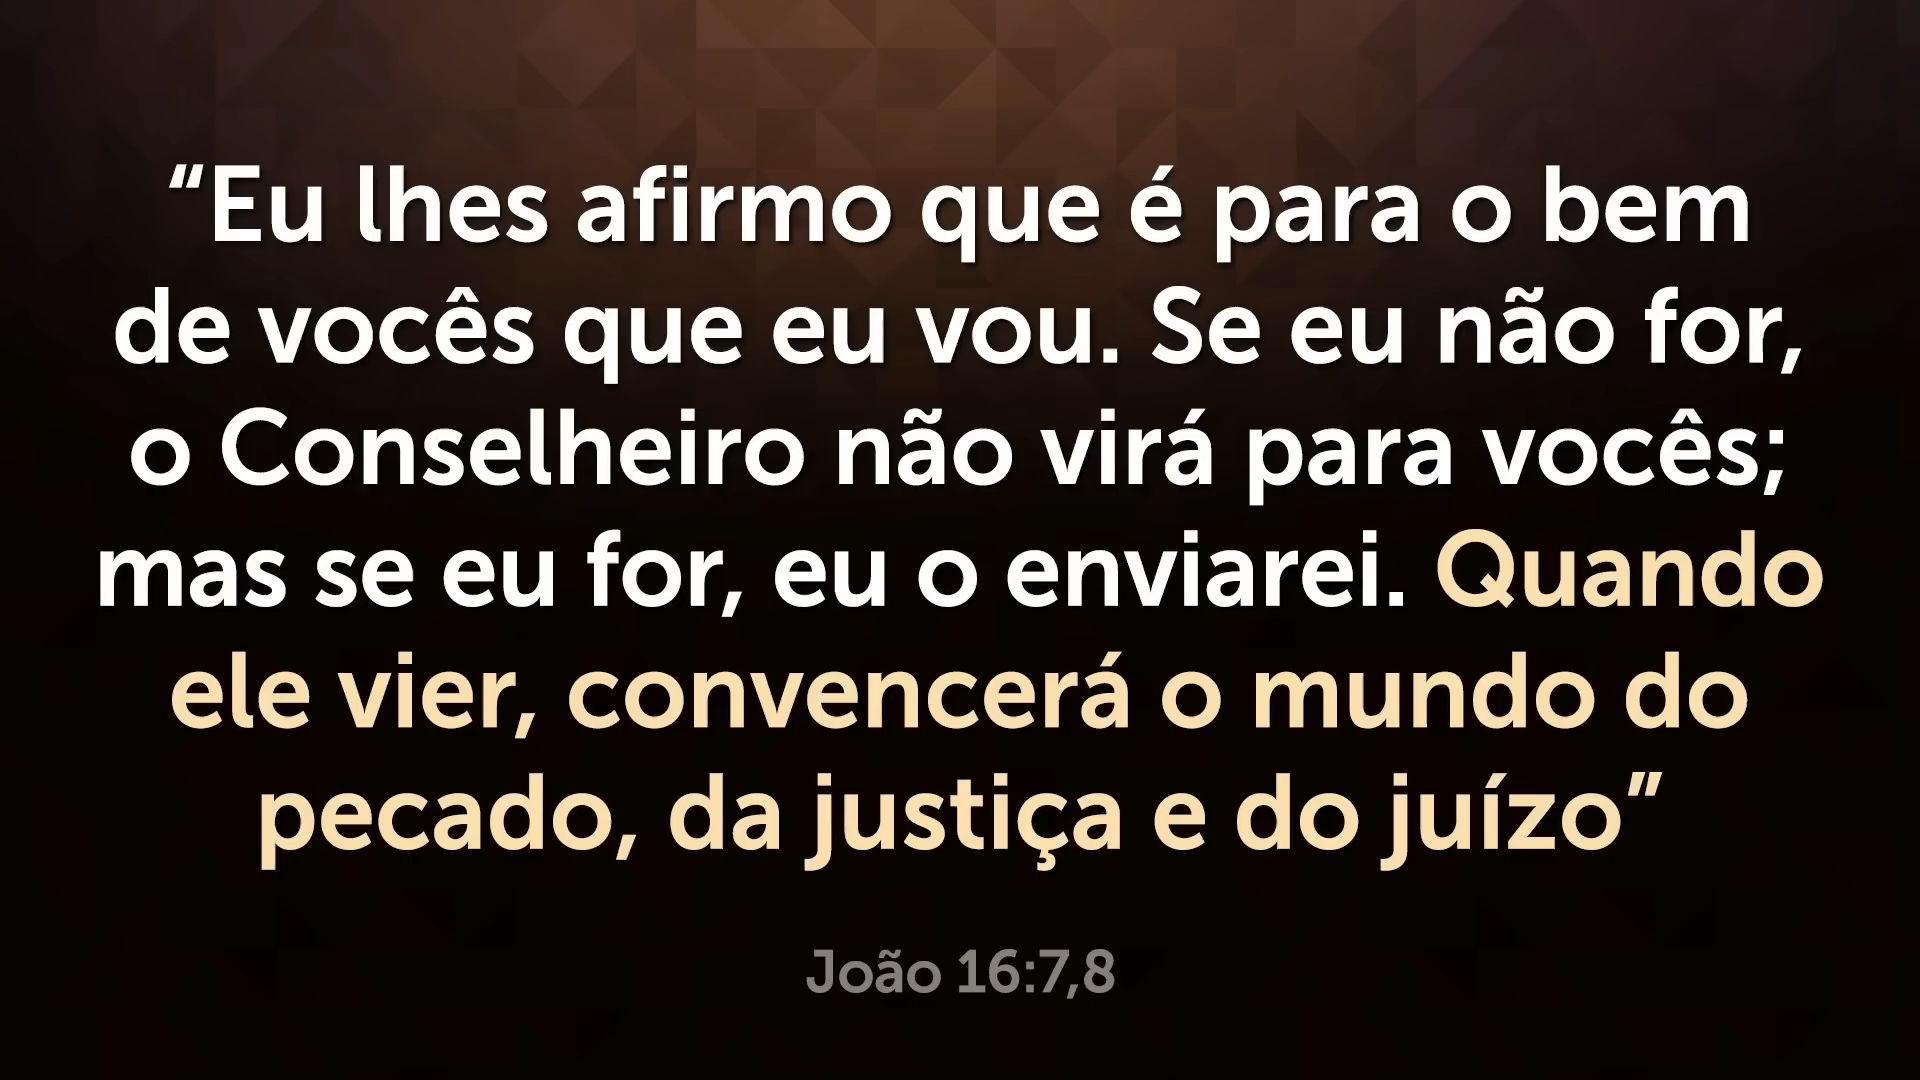 “Eu lhes afirmo que é para o bem
de vocês que eu vou. Se eu não for,
o Conselheiro não virá para vocês;
mas se eu for, eu o enviarei. Quando
ele vier, convencerá o mundo do
pecado, da justiça e do juízo”
João 16:7,8